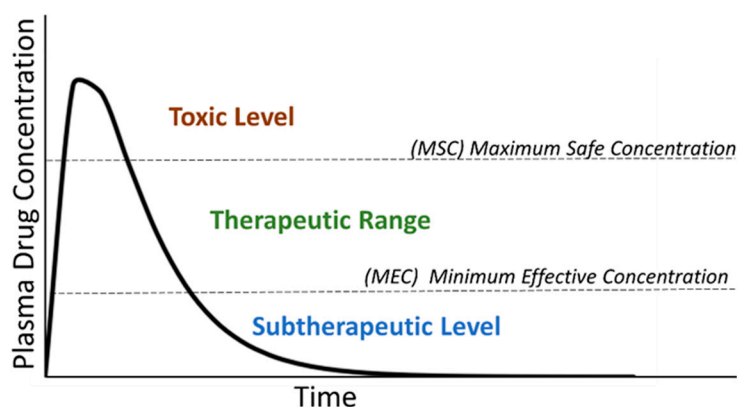 Plasma Drug Concentration
Toxic Level
(MSC) Maximum Safe Concentration
Therapeutic Range
(MEC) Minimum Effective Concentration
Subtherapeutic Level
Time